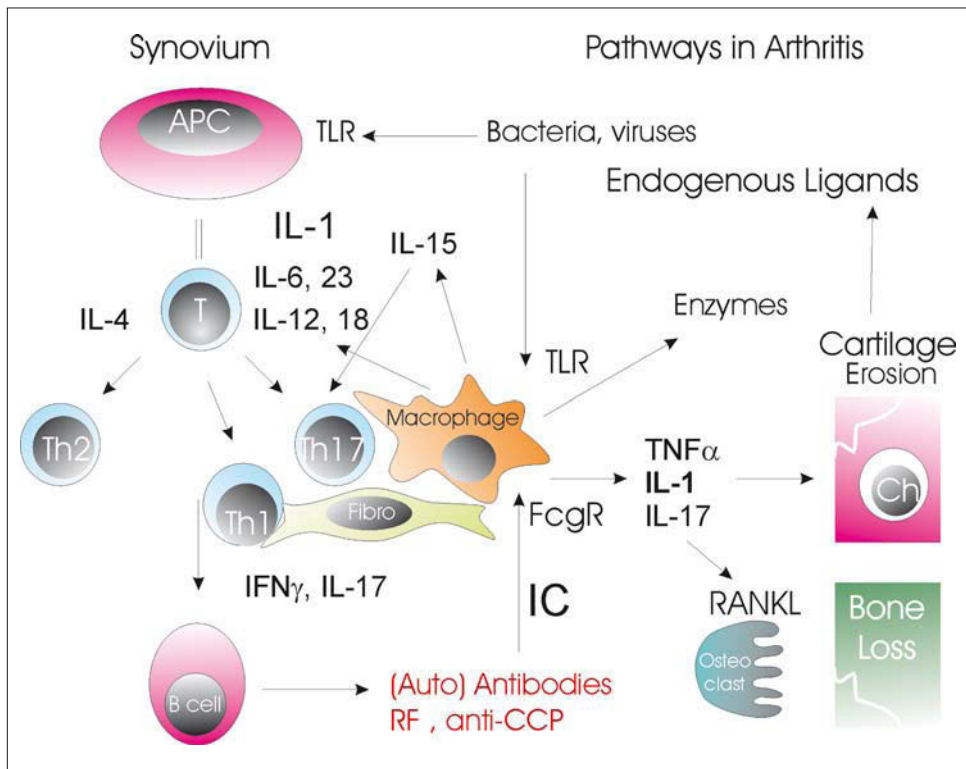 Synovium
Pathways in Arthritis
APC
TLR
Bacteria, viruses
Endogenous Ligands
IL-1
IL-15
IL-6, 23
T
IL-4
IL-12, 18
Enzymes
TLR
Cartilage
Erosion
Macrophage
Th2
Th17
TNFα
IL-1
IL-17
Ch
Th1
Fibro
FcgR
IFNγ, IL-17
IC
RANKL
Bone
Loss
Osteo
clast
B cell
(Auto) Antibodies
RF , anti-CCP